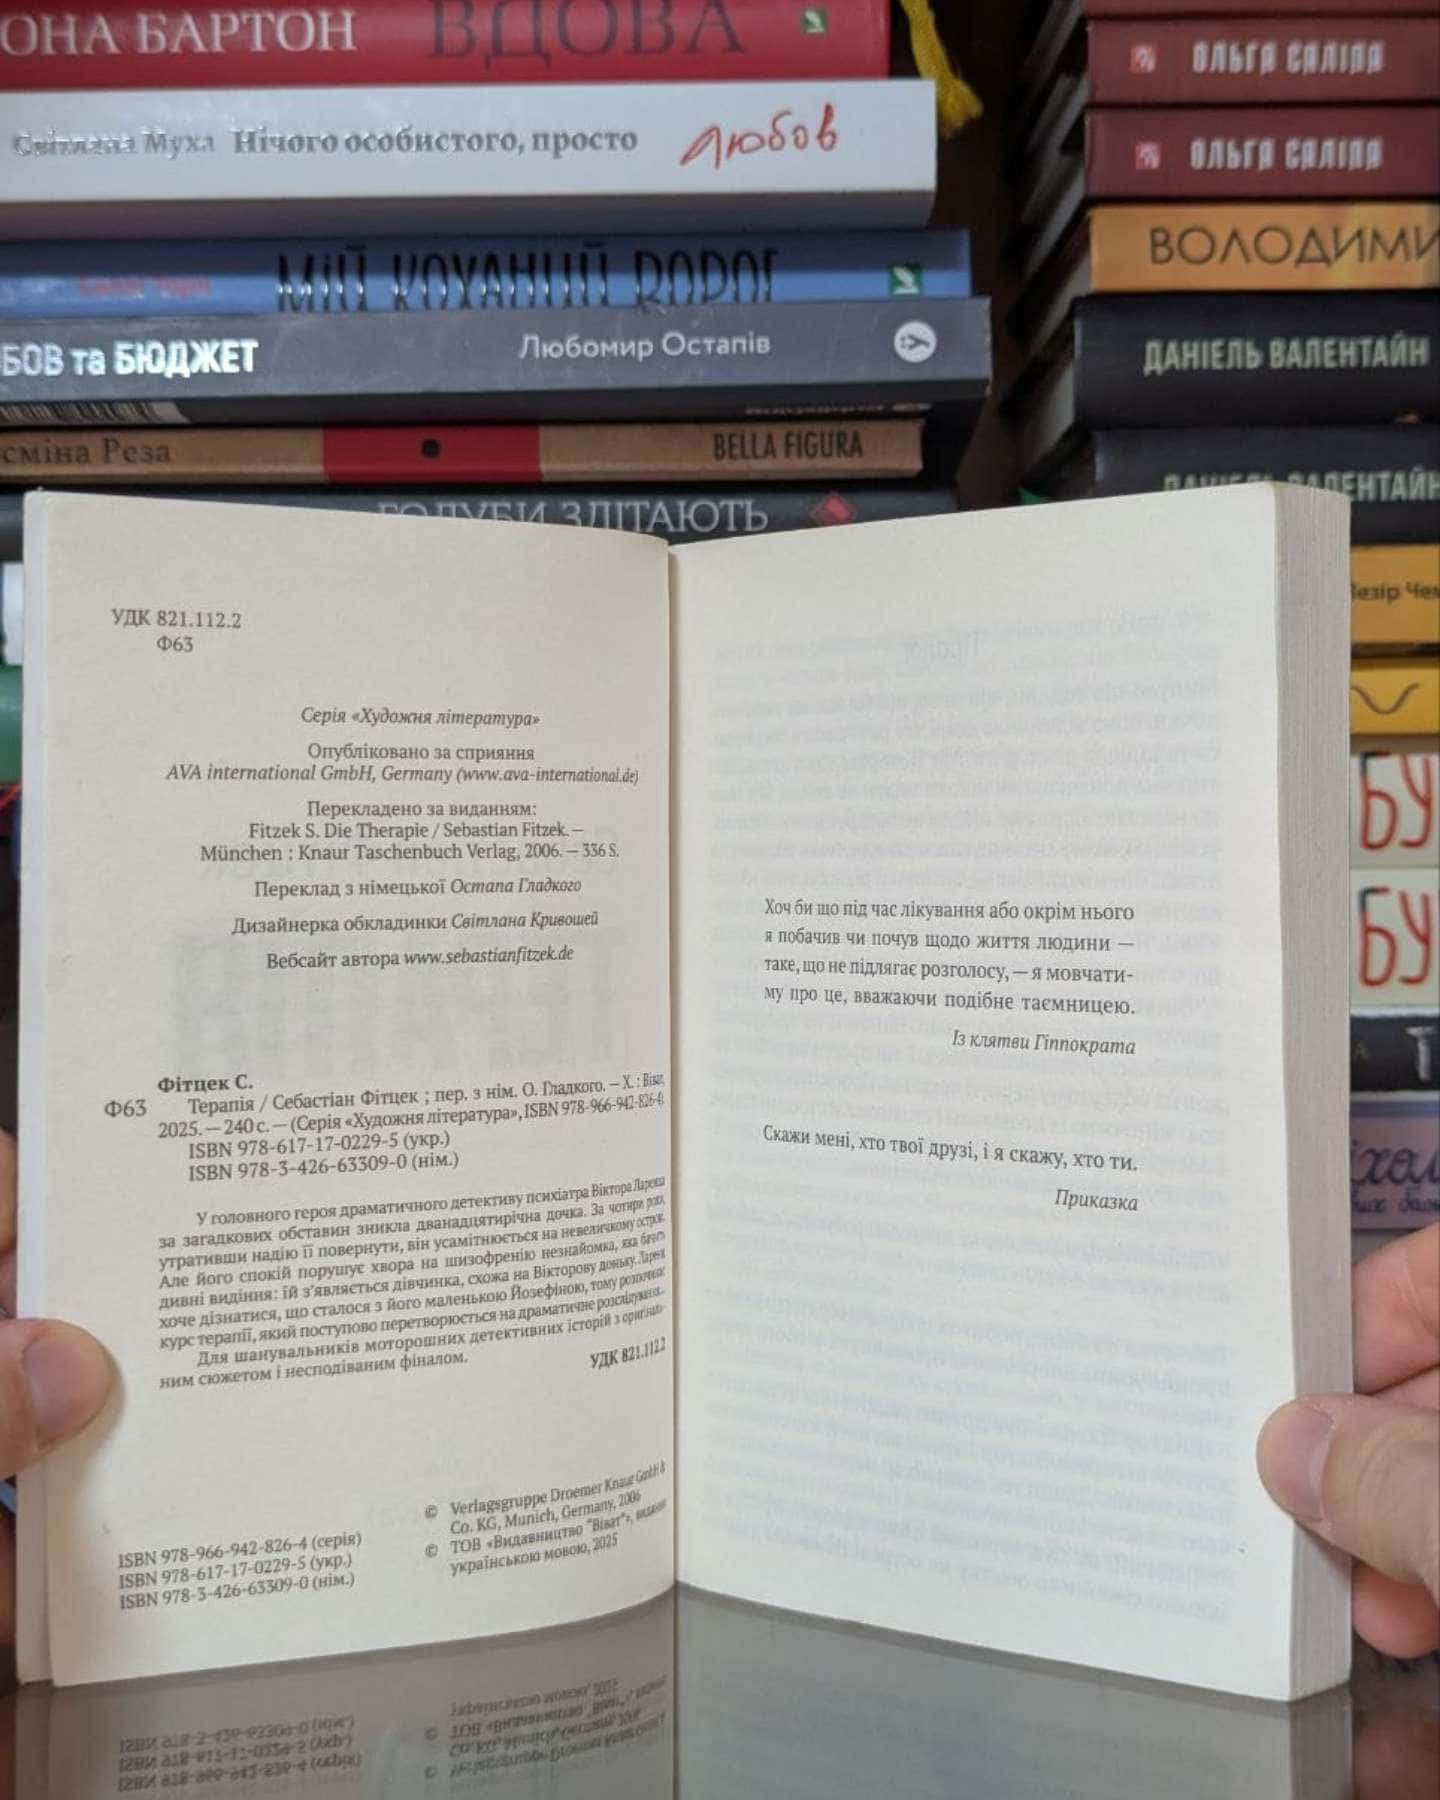 ОНА БАРТОН ВДОВА
Світлана Муха Нічого особистого, просто любов
МІЙ КОХАНИЙ ВОРОГ
БОВ та БЮДЖЕТ Любомир Остапів
сміна Реза BELLA FIGURA
ГОЛУБИ ЗЛІТАЮТЬ
ОЛЬГА САЛІПА
ОЛЬГА САЛІПА
ВОЛОДИМИ
ДАНІЕЛЬ ВАЛЕНТАЙН
ДАНІЕЛЬ ВАЛЕНТАЙН
БУ
БУ
УДК 821.112.2
Ф63
Серія «Художня література»
Опубліковано за сприяння
AVA international GmbH, Germany (www.ava-international.de)
Перекладено за виданням:
Fitzek S. Die Therapie / Sebastian Fitzek. —
München : Knaur Taschenbuch Verlag, 2006. — 336 S.
Переклад з німецької Остапа Гладкого
Дизайнерка обкладинки Світлана Кривошей
Вебсайт автора www.sebastianfitzek.de
Фітцек С.
Ф63 Терапія / Себастіан Фітцек ; пер. з нім. О. Гладкого. — Х. : Віват,
2025. — 240 с. — (Серія «Художня література», ISBN 978-966-942-826-4).
ISBN 978-617-17-0229-5 (укр.)
ISBN 978-3-426-63309-0 (нім.)
У головного героя драматичного детективу психіатра Віктора Ларенца
за загадкових обставин зникла дванадцятирічна дочка. За чотири роки,
утративши надію її повернути, він усамітнюється на невеличкому острові.
Але його спокій порушує хвора на шизофренію незнайомка, яка бачить
дивні видіння: їй з’являється дівчинка, схожа на Вікторову доньку. Ларенц
хоче дізнатися, що сталося з його маленькою Йозефіною, тому розпочинає
курс терапії, який поступово перетворюється на драматичне розслідування...
Для шанувальників моторошних детективних історій з оригіналь-
ним сюжетом і несподіваним фіналом.
УДК 821.112.2
© Verlagsgruppe Droemer Knaur GmbH &
Co. KG, Munich, Germany, 2006
© ТОВ «Видавництво "Віват"», видання
українською мовою, 2025
ISBN 978-966-942-826-4 (серія)
ISBN 978-617-17-0229-5 (укр.)
ISBN 978-3-426-63309-0 (нім.)
Хоч би що під час лікування або окрім нього
я побачив чи почув щодо життя людини —
таке, що не підлягає розголосу, — я мовчати-
му про це, вважаючи подібне таємницею.
Із клятви Гіппократа
Скажи мені, хто твої друзі, і я скажу, хто ти.
Приказка